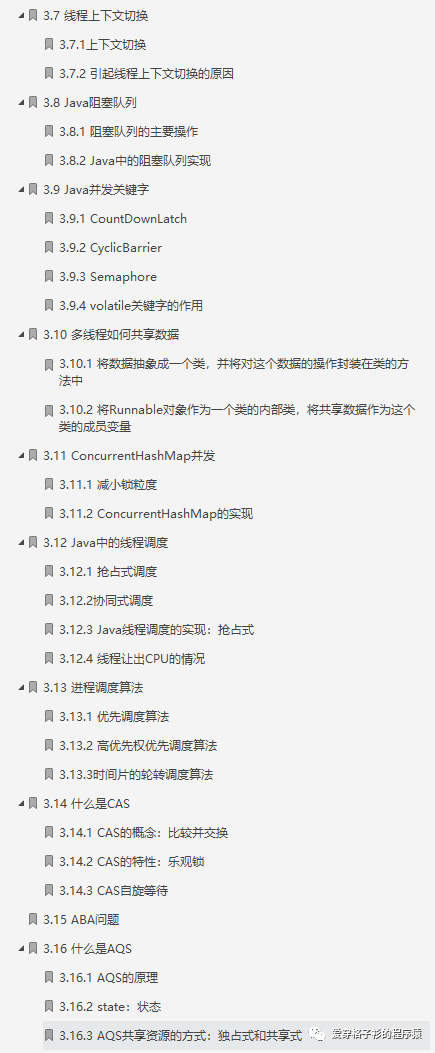 3.7 线程上下文切换
3.7.1上下文切换
3.7.2 引起线程上下文切换的原因
3.8 Java阻塞队列
3.8.1 阻塞队列的主要操作
3.8.2 Java中的阻塞队列实现
3.9 Java并发关键字
3.9.1 CountDownLatch
3.9.2 CyclicBarrier
3.9.3 Semaphore
3.9.4 volatile关键字的作用
3.10 多线程如何共享数据
3.10.1 将数据抽象成一个类，并将对这个数据的操作封装在类的方
法中
3.10.2 将Runnable对象作为一个类的内部类，将共享数据作为这个
类的成员变量
3.11 ConcurrentHashMap并发
3.11.1 减小锁粒度
3.11.2 ConcurrentHashMap的实现
3.12 Java中的线程调度
3.12.1 抢占式调度
3.12.2协同式调度
3.12.3 Java线程调度的实现：抢占式
3.12.4 线程让出CPU的情况
3.13 进程调度算法
3.13.1 优先调度算法
3.13.2 高优先权优先调度算法
3.13.3时间片的轮转调度算法
3.14 什么是CAS
3.14.1 CAS的概念：比较并交换
3.14.2 CAS的特性：乐观锁
3.14.3 CAS自旋等待
3.15 ABA问题
3.16 什么是AQS
3.16.1 AQS的原理
3.16.2 state：状态
3.16.3 AQS共享资源的方式：独占式和共享式 爱穿格子衫的程序猿